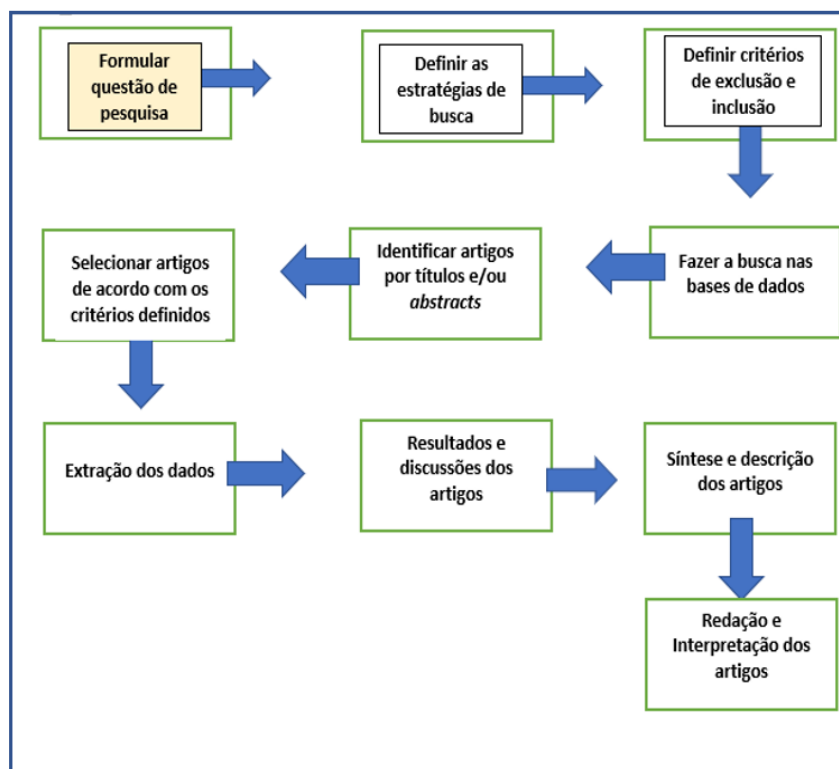 Formular
questão de
pesquisa
Definir as
estratégias de
busca
Definir critérios
de exclusão e
inclusão
Fazer a busca nas
bases de dados
Identificar artigos
por títulos e/ou
abstracts
Selecionar artigos
de acordo com os
critérios definidos
Extração dos dados
Resultados e
discussões dos
artigos
Síntese e descrição
dos artigos
Redação e
Interpretação dos
artigos